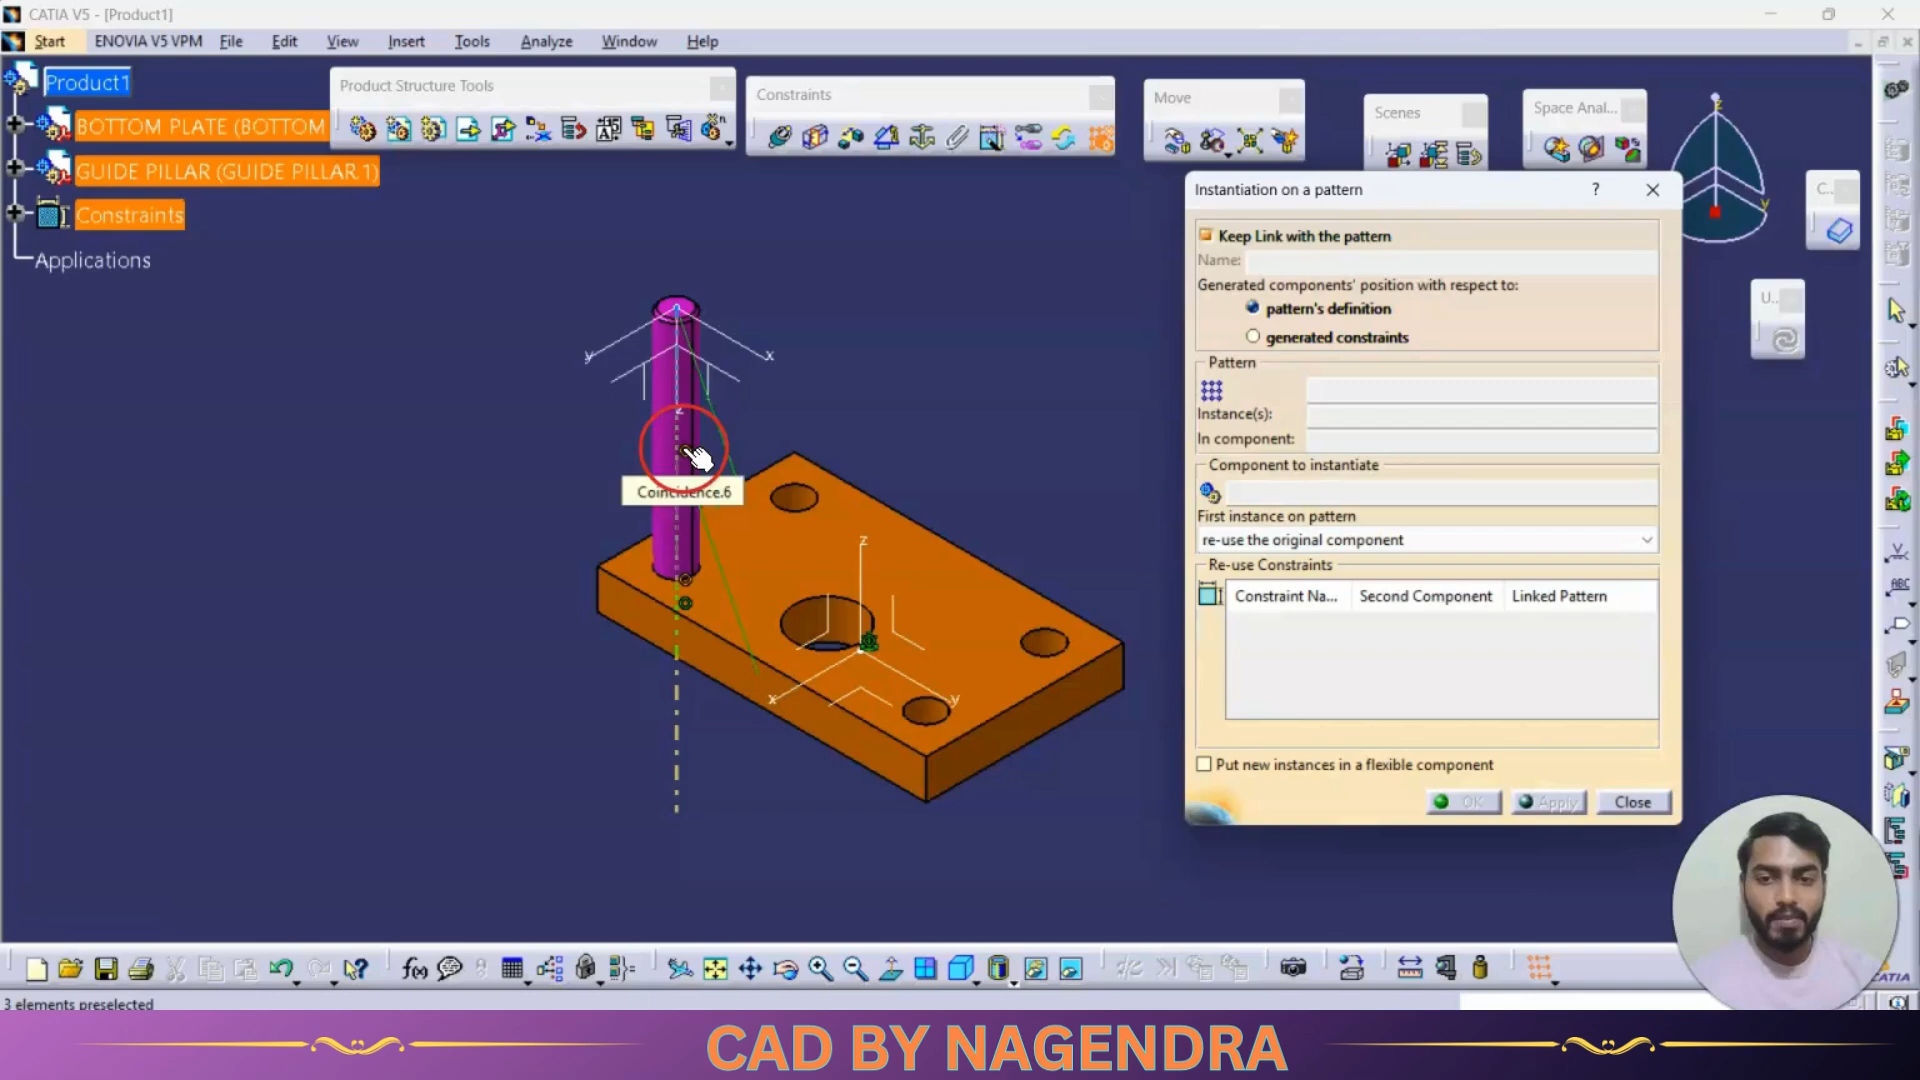 CATIA V5 - [Product1]
Start ENOVIA V5 VPM File Edit View Insert Tools Analyze Window Help
Product1
BOTTOM PLATE (BOTTOM
GUIDE PILLAR (GUIDE PILLAR.1)
Constraints
Applications
Product Structure Tools
Constraints
Move
Scenes
Space Anal...
C...
U...
Instantiation on a pattern
?
Keep Link with the pattern
Name:
Generated components' position with respect to:
pattern's definition
generated constraints
Pattern
Instance(s):
In component:
Component to instantiate
First instance on pattern
re-use the original component
Re-use Constraints
Constraint Na... Second Component Linked Pattern
Put new instances in a flexible component
OK Apply Close
y x
z
Coincidence.6
z
x y
z
y
ABC
f(x)
CATIA
3 elements preselected
CAD BY NAGENDRA